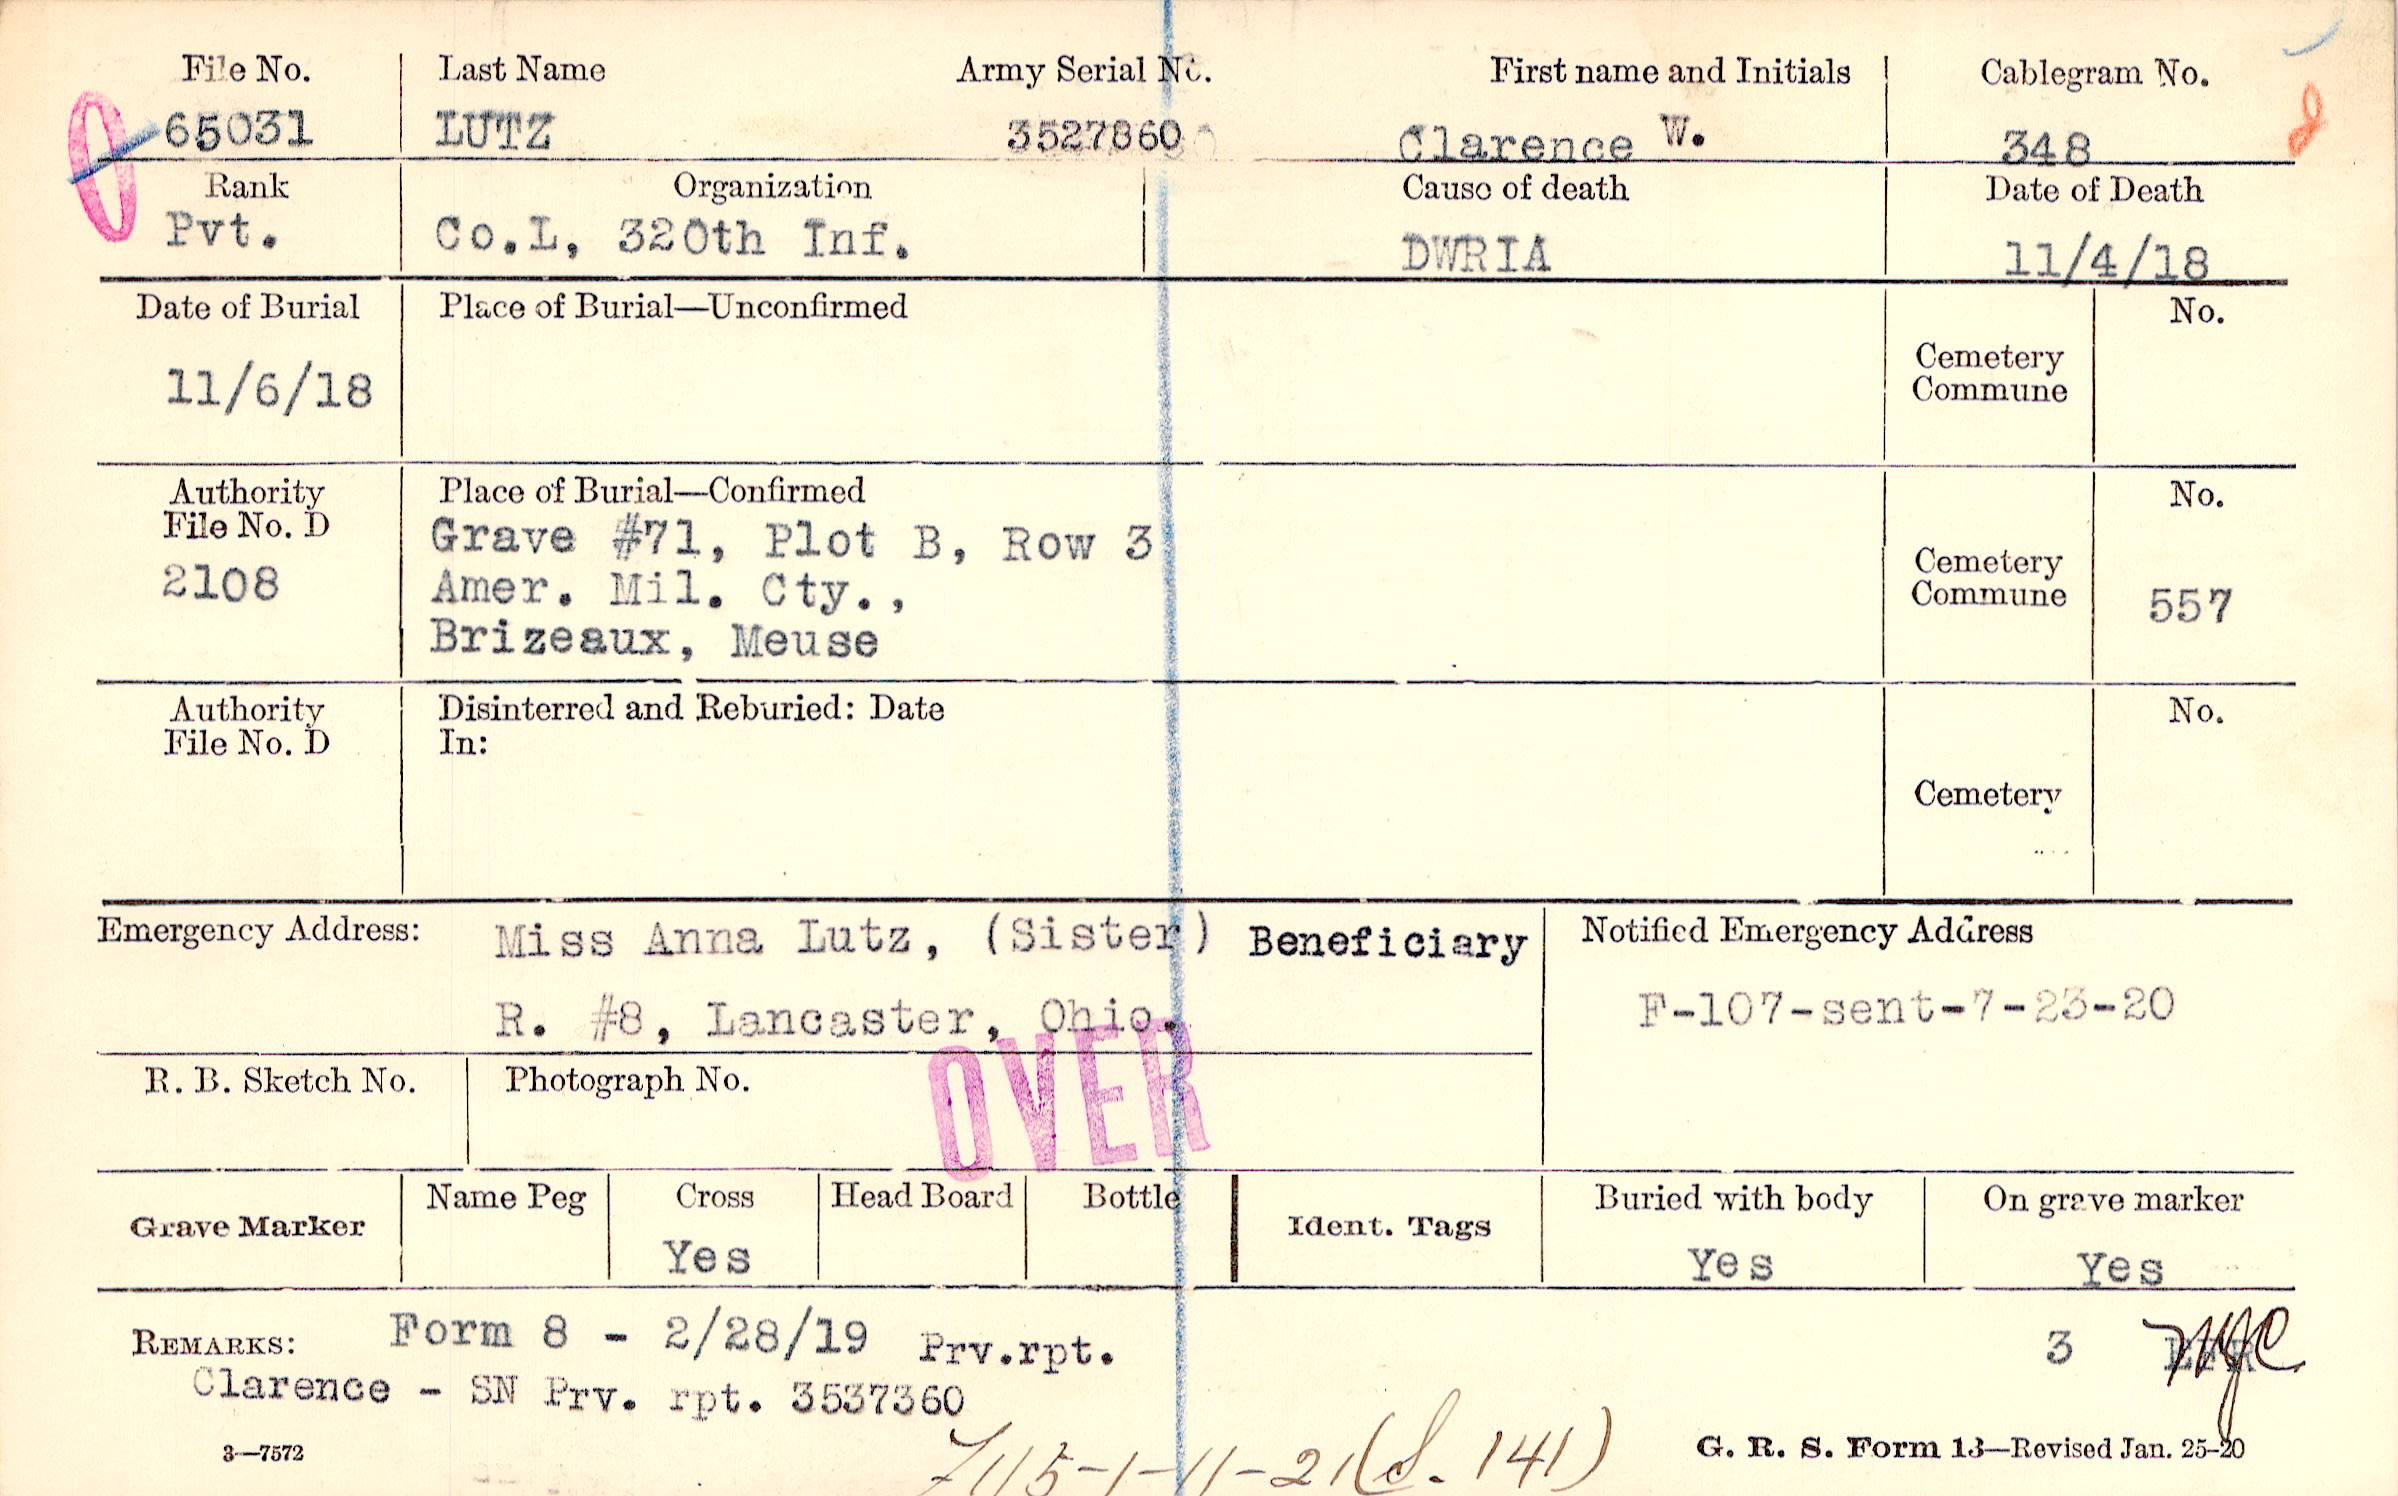 File No. Last Name Army Serial No. First name and Initials Cablegram No.
65031 LUTZ 3527860 Clarence W. 348
Rank Organization Cause of death Date of Death
Pvt. Co.L, 320th Inf. DWRIA 11/4/18
Date of Burial Place of Burial—Unconfirmed No.
Cemetery
Commune
11/6/18
Authority Place of Burial—Confirmed No.
File No. D Grave #71, Plot B, Row 3
2108 Amer. Mil. Cty., Cemetery
Commune 557
Brizeaux, Meuse
Authority Disinterred and Reburied: Date No.
File No. D In:
Cemetery
Emergency Address: Miss Anna Lutz, (Sister) Beneficiary Notified Emergency Address
R. #8, Lancaster, Ohio. F-107-sent-7-23-20
OVER
R. B. Sketch No. Photograph No.
Name Peg Cross Head Board Bottle Buried with body On grave marker
Grave Marker Ident. Tags
Yes Yes Yes
REMARKS: Form 8 - 2/28/19 Prv.rpt. 3
Clarence - SN Prv. rpt. 3537360
3—7572 7115-1-11-21(S. 141) G. R. S. Form 13—Revised Jan. 25-20